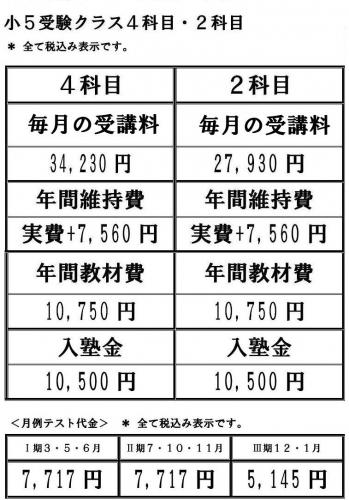 小5受験クラス４科目・２科目
＊ 全て税込み表示です。
４科目 ２科目
毎月の受講料 毎月の受講料
34,230 円 27,930 円
年間維持費 年間維持費
実費+7,560 円 実費+7,560 円
年間教材費 年間教材費
10,750 円 10,750 円
入塾金 入塾金
10,500 円 10,500 円
＜月例テスト代金＞ ＊ 全て税込み表示です。
Ⅰ期３・５・６月 Ⅱ期７・１０・１１月 Ⅲ期１２・１月
7,717 円 7,717 円 5,145 円